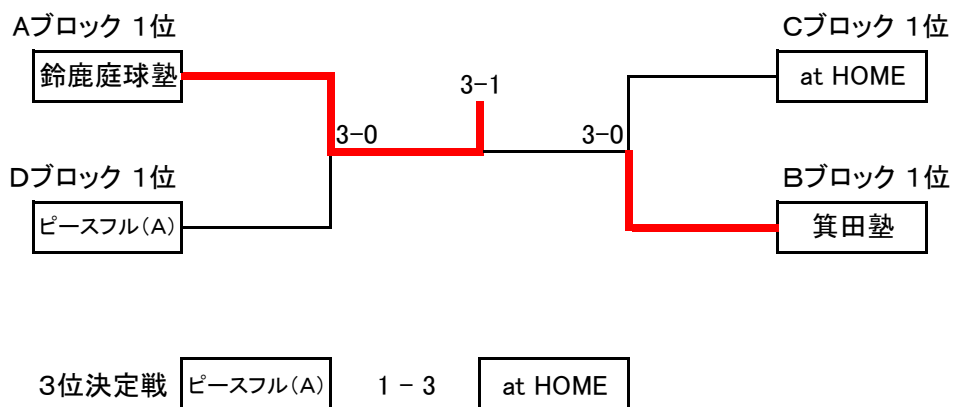 Aブロック 1位
Cブロック 1位
鈴鹿庭球塾
at HOME
3-1
3-0
3-0
Dブロック 1位
Bブロック 1位
ピースフル(A)
箕田塾
3位決定戦 ピースフル(A) 1 - 3 at HOME